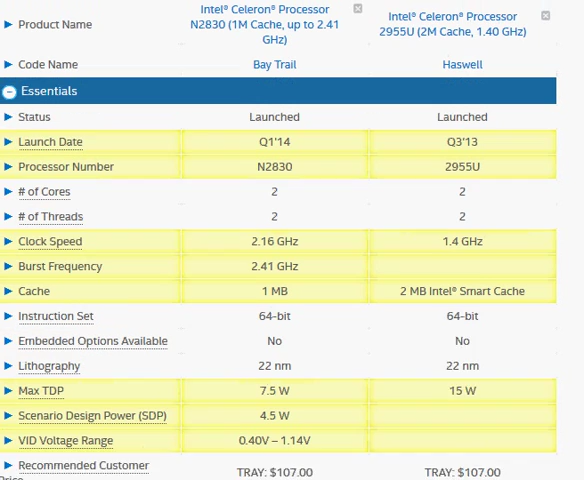 Product Name
Intel® Celeron® Processor
N2830 (1M Cache, up to 2.41
GHz)
Intel® Celeron® Processor
2955U (2M Cache, 1.40 GHz)
Code Name Bay Trail Haswell
Essentials
Status Launched Launched
Launch Date Q1'14 Q3'13
Processor Number N2830 2955U
# of Cores 2 2
# of Threads 2 2
Clock Speed 2.16 GHz 1.4 GHz
Burst Frequency 2.41 GHz
Cache 1 MB 2 MB Intel® Smart Cache
Instruction Set 64-bit 64-bit
Embedded Options Available No No
Lithography 22 nm 22 nm
Max TDP 7.5 W 15 W
Scenario Design Power (SDP) 4.5 W
VID Voltage Range 0.40V – 1.14V
Recommended Customer
Price TRAY: $107.00 TRAY: $107.00